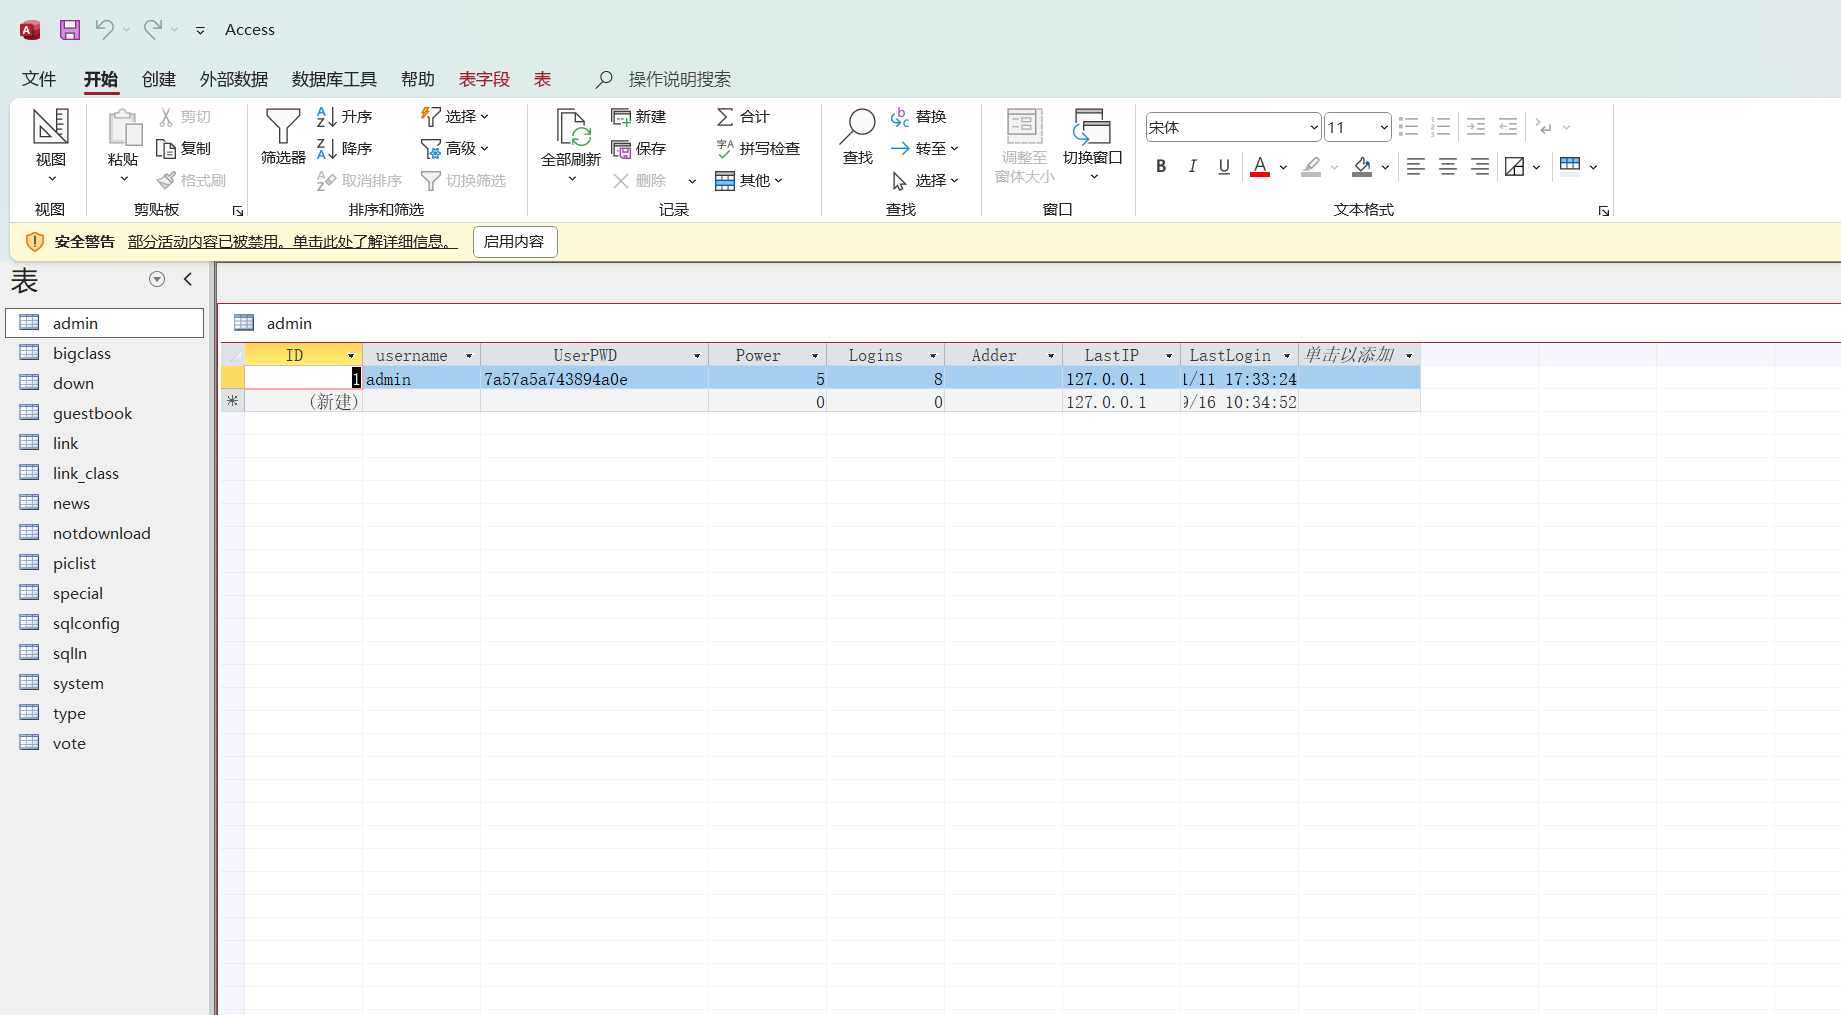 Access
文件 开始 创建 外部数据 数据库工具 帮助 表字段 表 操作说明搜索
视图
视图
粘贴
剪切
复制
格式刷
剪贴板
筛选器
升序
降序
取消排序
选择
高级
切换筛选
排序和筛选
全部刷新
新建
保存
删除
合计
拼写检查
其他
记录
查找
替换
转至
选择
查找
调整至
窗体大小
切换窗口
窗口
宋体 11
B I U A
文本格式
安全警告 部分活动内容已被禁用。单击此处了解详细信息。 启用内容
表
admin
bigclass
down
guestbook
link
link_class
news
notdownload
piclist
special
sqlconfig
sqlIn
system
type
vote
admin
ID username UserPWD Power Logins Adder LastIP LastLogin 单击以添加
1 admin 7a57a5a743894a0e 5 8 127.0.0.1 1/11 17:33:24
* (新建) 0 0 127.0.0.1 9/16 10:34:52